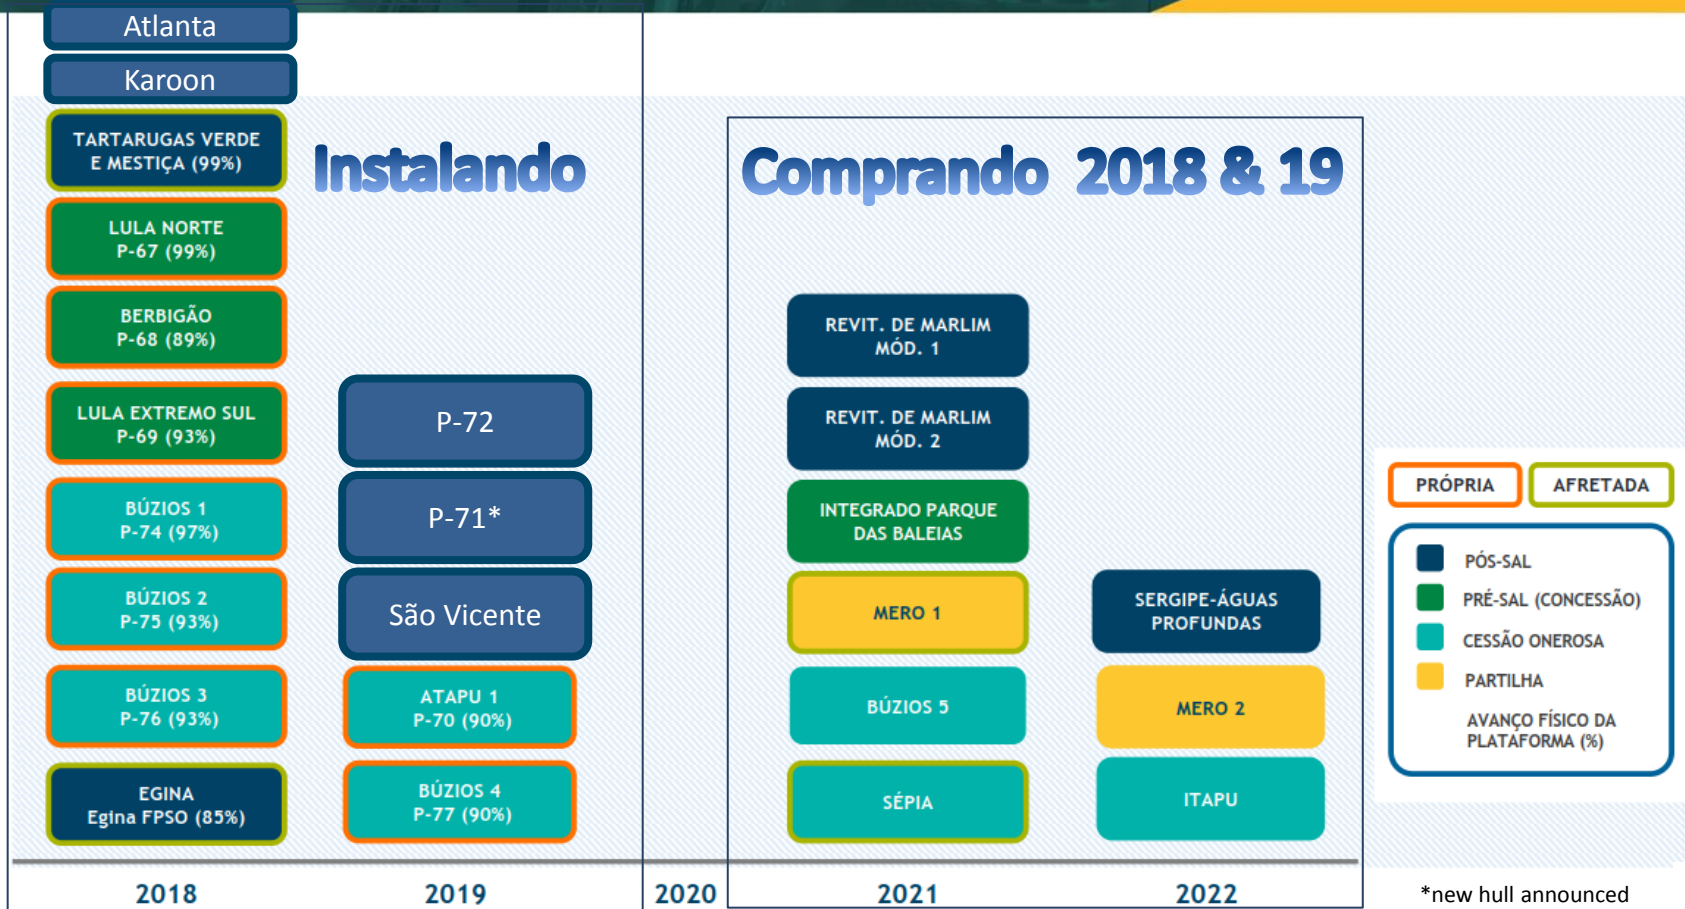 Atlanta
Karoon
TARTARUGAS VERDE
E MESTIÇA (99%)
LULA NORTE
P-67 (99%)
BERBIGÃO
P-68 (89%)
LULA EXTREMO SUL
P-69 (93%)
BÚZIOS 1
P-74 (97%)
BÚZIOS 2
P-75 (93%)
BÚZIOS 3
P-76 (93%)
EGINA
Egina FPSO (85%)
2018
Instalando
P-72
P-71*
São Vicente
ATAPU 1
P-70 (90%)
BÚZIOS 4
P-77 (90%)
2019
2020
Comprando 2018 & 19
REVIT. DE MARLIM
MÓD. 1
REVIT. DE MARLIM
MÓD. 2
INTEGRADO PARQUE
DAS BALEIAS
MERO 1
BÚZIOS 5
SÉPIA
2021
SERGIPE-ÁGUAS
PROFUNDAS
MERO 2
ITAPU
2022
PRÓPRIA
AFRETADA
PÓS-SAL
PRÉ-SAL (CONCESSÃO)
CESSÃO ONEROSA
PARTILHA
AVANÇO FÍSICO DA
PLATAFORMA (%)
*new hull announced